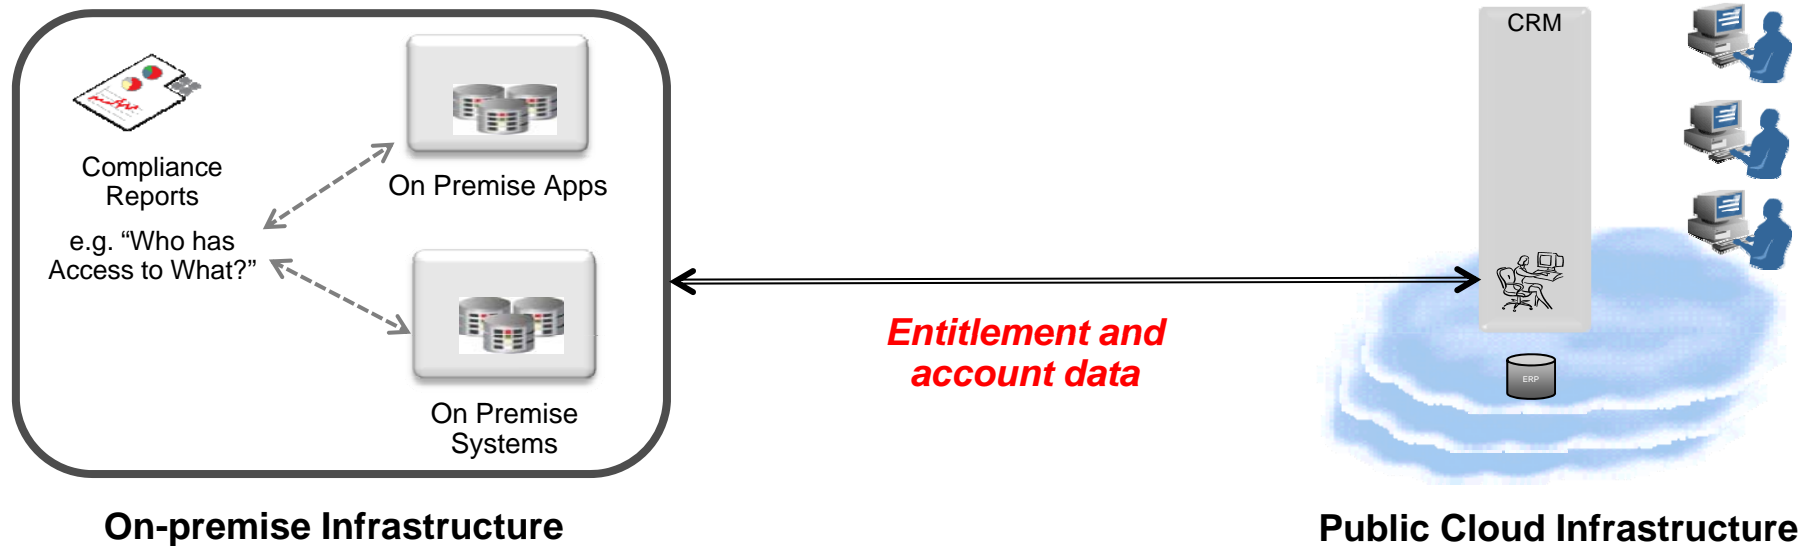 Compliance
Reports
e.g. “Who has
Access to What?”
On Premise Apps
On Premise
Systems
On-premise Infrastructure
Entitlement and
account data
CRM
ERP
Public Cloud Infrastructure